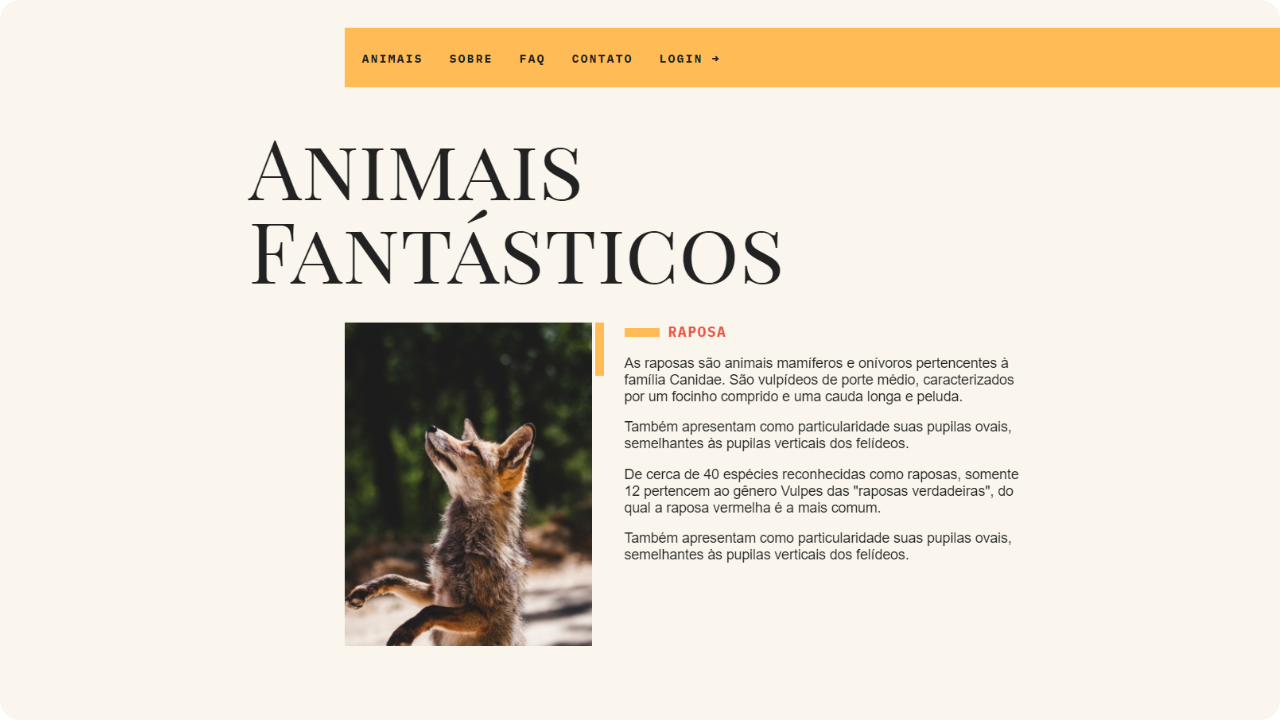 ANIMAIS SOBRE FAQ CONTATO LOGIN →
ANIMAIS
FANTÁSTICOS
RAPOSA
As raposas são animais mamíferos e onívoros pertencentes à
família Canidae. São vulpídeos de porte médio, caracterizados
por um focinho comprido e uma cauda longa e peluda.
Também apresentam como particularidade suas pupilas ovais,
semelhantes às pupilas verticais dos felídeos.
De cerca de 40 espécies reconhecidas como raposas, somente
12 pertencem ao gênero Vulpes das "raposas verdadeiras", do
qual a raposa vermelha é a mais comum.
Também apresentam como particularidade suas pupilas ovais,
semelhantes às pupilas verticais dos felídeos.